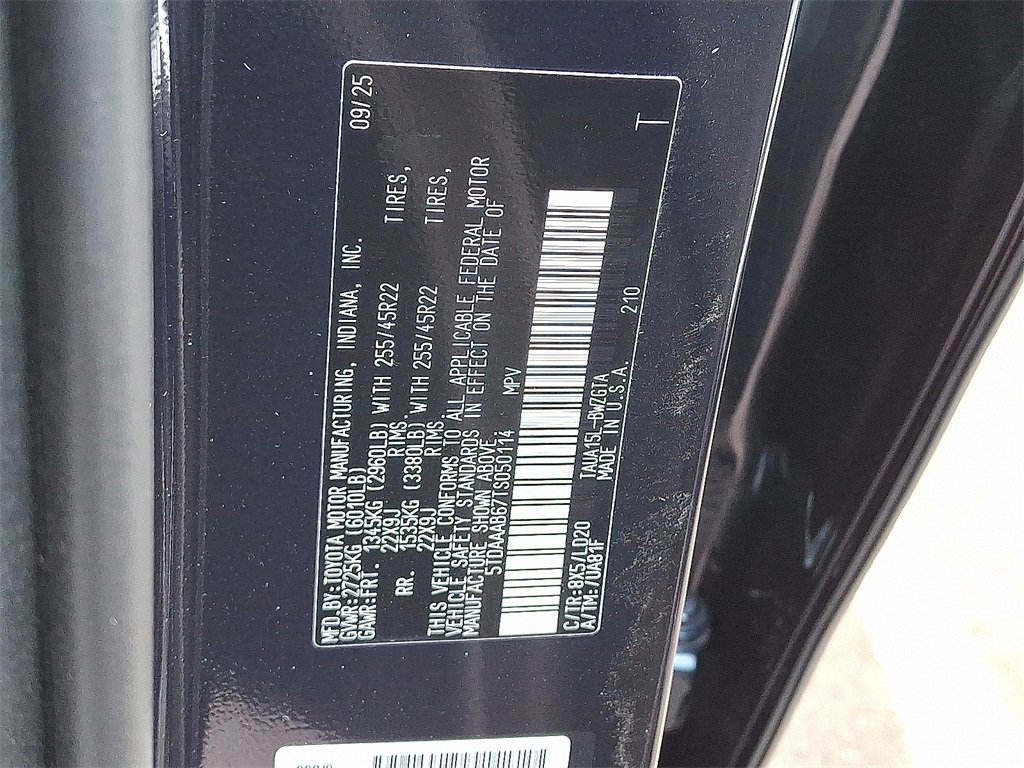 MFD.BY:TOYOTA MOTOR MANUFACTURING, INDIANA, INC. 09/25
GVWR:2725KG (6010LB)
GAWR:FRT. 1345KG (2960LB) WITH 255/45R22 TIRES,
22X9J RIMS,
RR. 1535KG (3380LB) WITH 255/45R22 TIRES,
22X9J RIMS.
THIS VEHICLE CONFORMS TO ALL APPLICABLE FEDERAL MOTOR
VEHICLE SAFETY STANDARDS IN EFFECT ON THE DATE OF
MANUFACTURE SHOWN ABOVE.
5TDAAAB67TS050114 MPV
C/TR:8X5/LD20 TAUA15L-BWZGTA 210 T
A/TM:/UA81F MADE IN U.S.A.